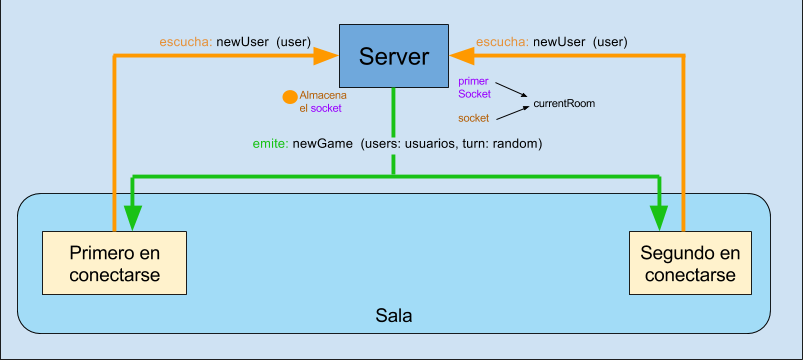 escucha: newUser (user)
Server
escucha: newUser (user)
Almacena
el socket
primer
Socket
currentRoom
socket
emite: newGame (users: usuarios, turn: random)
Primero en
conectarse
Segundo en
conectarse
Sala